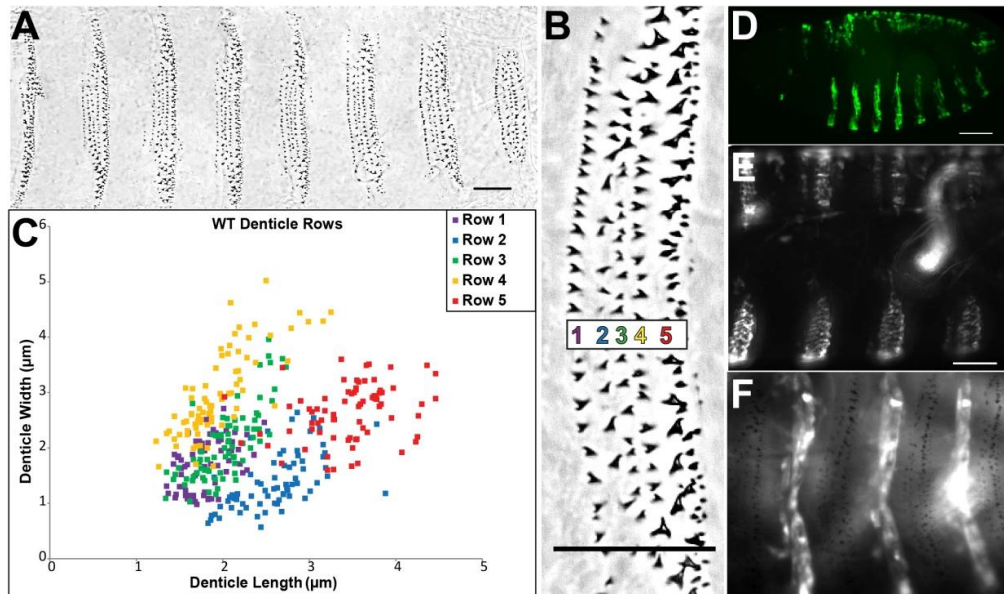 A
B
1 2 3 4 5
C
WT Denticle Rows
Row 1
Row 2
Row 3
Row 4
Row 5
6
5
4
3
2
1
0
Denticle Width (μm)
0 1 2 3 4 5
Denticle Length (μm)
D
E
F